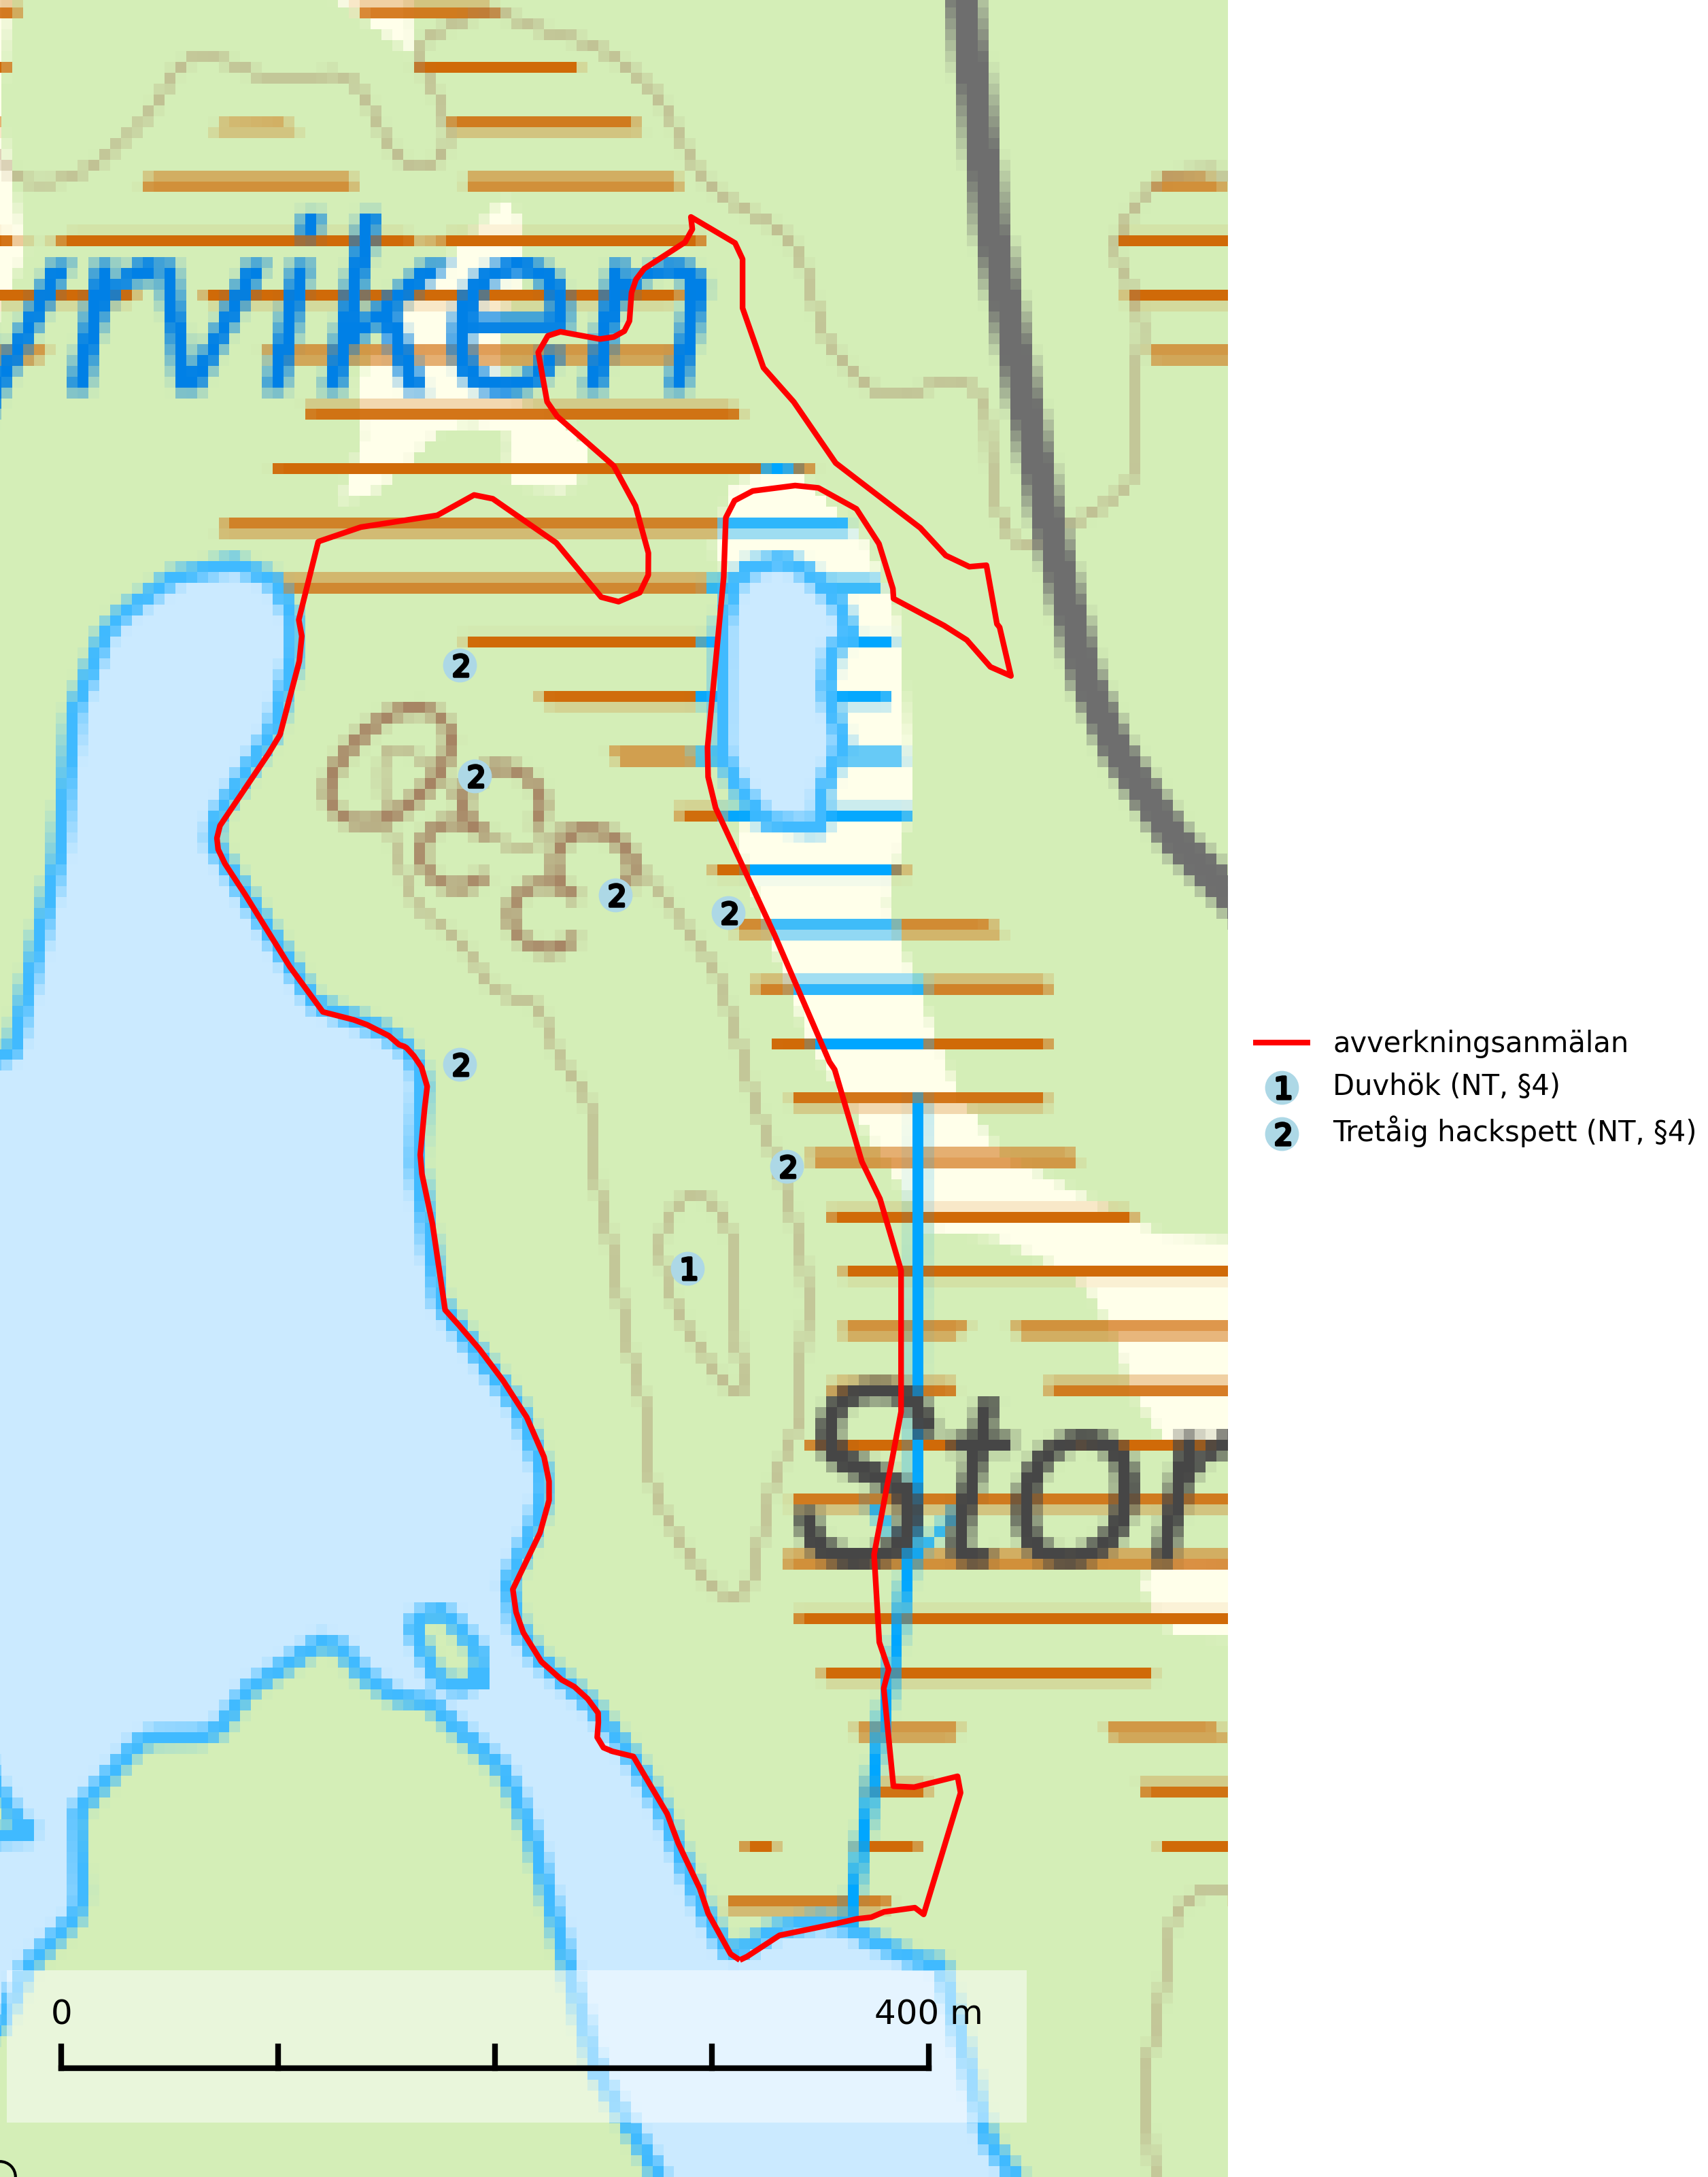 rviken
2
2
2
2
2
2
1
Stor
avverkningsanmälan
1 Duvhök (NT, §4)
2 Tretåig hackspett (NT, §4)
0 400 m